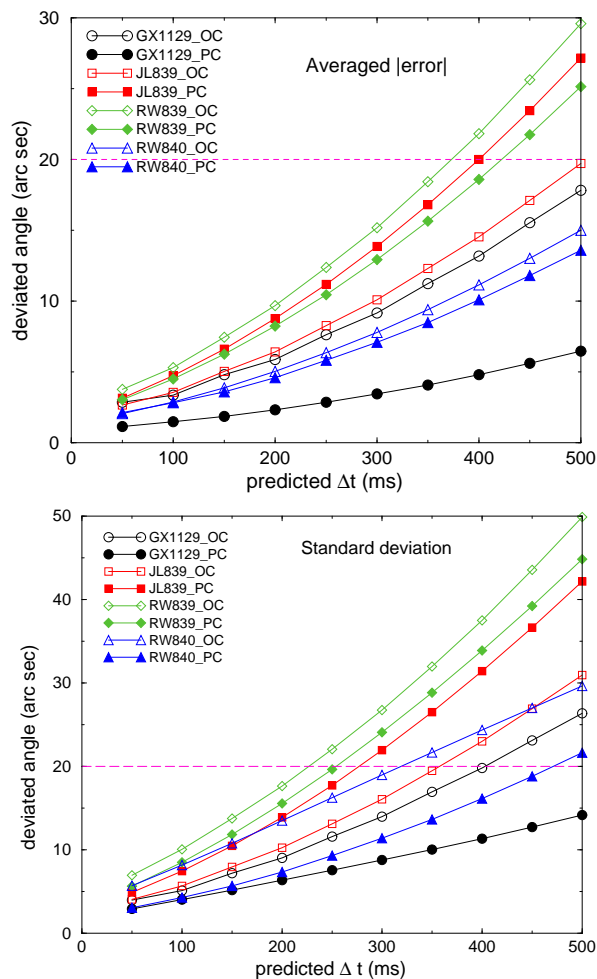 30
GX1129_OC
GX1129_PC
JL839_OC
JL839_PC
RW839_OC
RW839_PC
RW840_OC
RW840_PC
Averaged |error|
20
10
0
deviated angle (arc sec)
0 100 200 300 400 500
predicted Δt (ms)
50
GX1129_OC
GX1129_PC
JL839_OC
JL839_PC
RW839_OC
RW839_PC
RW840_OC
RW840_PC
Standard deviation
40
30
20
10
0
deviated angle (arc sec)
0 100 200 300 400 500
predicted Δ t (ms)